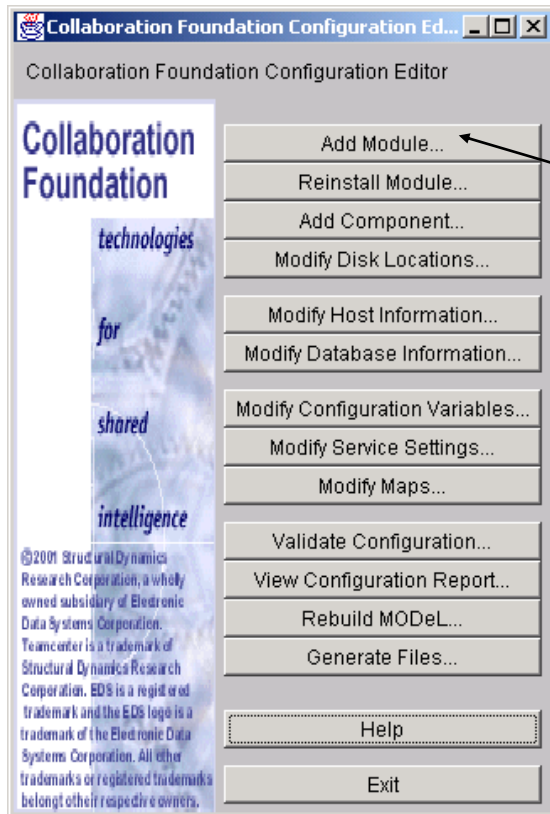 Collaboration Foundation Configuration Ed...
Collaboration Foundation Configuration Editor
Collaboration
Foundation
technologies
for
shared
intelligence
©2001 Structural Dynamics
Research Corporation, a wholly
owned subsidiary of Electronic
Data Systems Corporation.
Teamcenter is a trademark of
Structural Dynamics Research
Corporation. EDS is a registered
trademark and the EDS logo is a
trademark of the Electronic Data
Systems Corporation. All other
trademarks or registered trademarks
belong to their respective owners.
Add Module...
Reinstall Module...
Add Component...
Modify Disk Locations...
Modify Host Information...
Modify Database Information...
Modify Configuration Variables...
Modify Service Settings...
Modify Maps...
Validate Configuration...
View Configuration Report...
Rebuild MODeL...
Generate Files...
Help
Exit